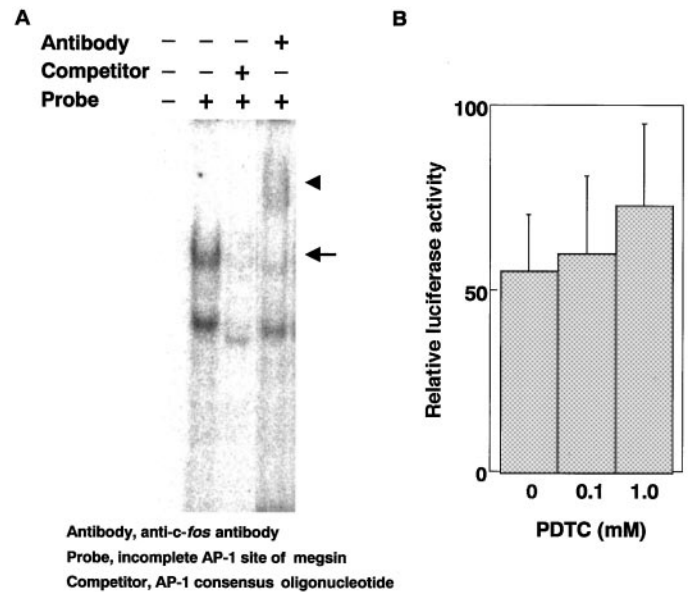 A
Antibody − − − +
Competitor − − + −
Probe − + + +
Antibody, anti-c-fos antibody
Probe, incomplete AP-1 site of megsin
Competitor, AP-1 consensus oligonucleotide
B
Relative luciferase activity
100
50
0
0 0.1 1.0
PDTC (mM)